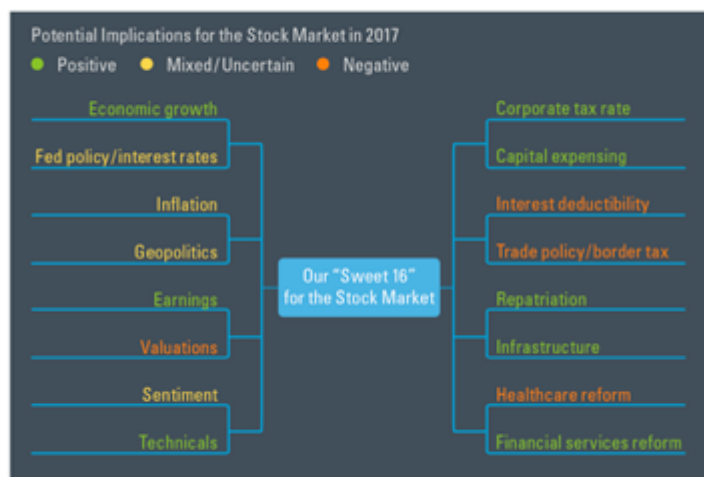 Potential Implications for the Stock Market in 2017
Positive Mixed/Uncertain Negative
Economic growth
Fed policy/interest rates
Inflation
Geopolitics
Earnings
Valuations
Sentiment
Technicals
Our "Sweet 16"
for the Stock Market
Corporate tax rate
Capital expensing
Interest deductibility
Trade policy/border tax
Repatriation
Infrastructure
Healthcare reform
Financial services reform